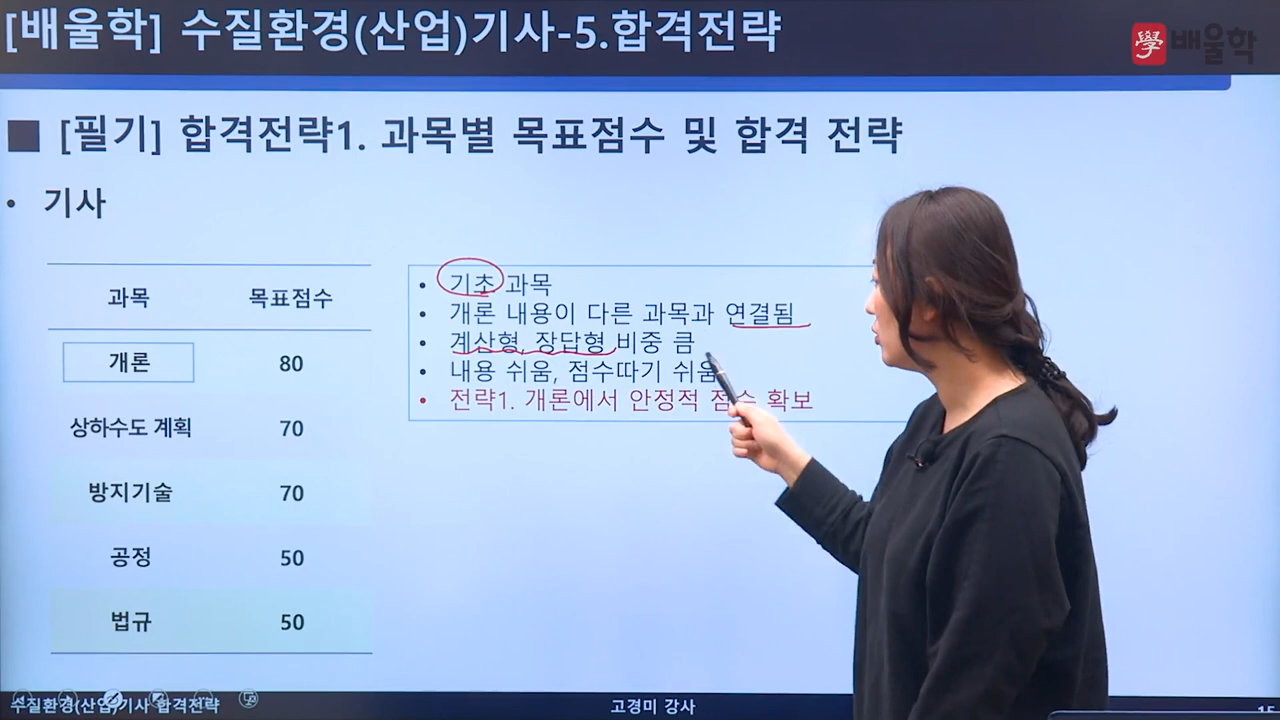 [배울학] 수질환경(산업)기사-5.합격전략
學 배울학
■ [필기] 합격전략1. 과목별 목표점수 및 합격 전략
• 기사
과목 목표점수
개론 80
상하수도 계획 70
방지기술 70
공정 50
법규 50
• 기초 과목
• 개론 내용이 다른 과목과 연결됨
• 계산형, 장답형 비중 큼
• 내용 쉬움, 점수따기 쉬움
• 전략1. 개론에서 안정적 점수 확보
수질환경(산업)기사 합격전략
고경미 강사
15